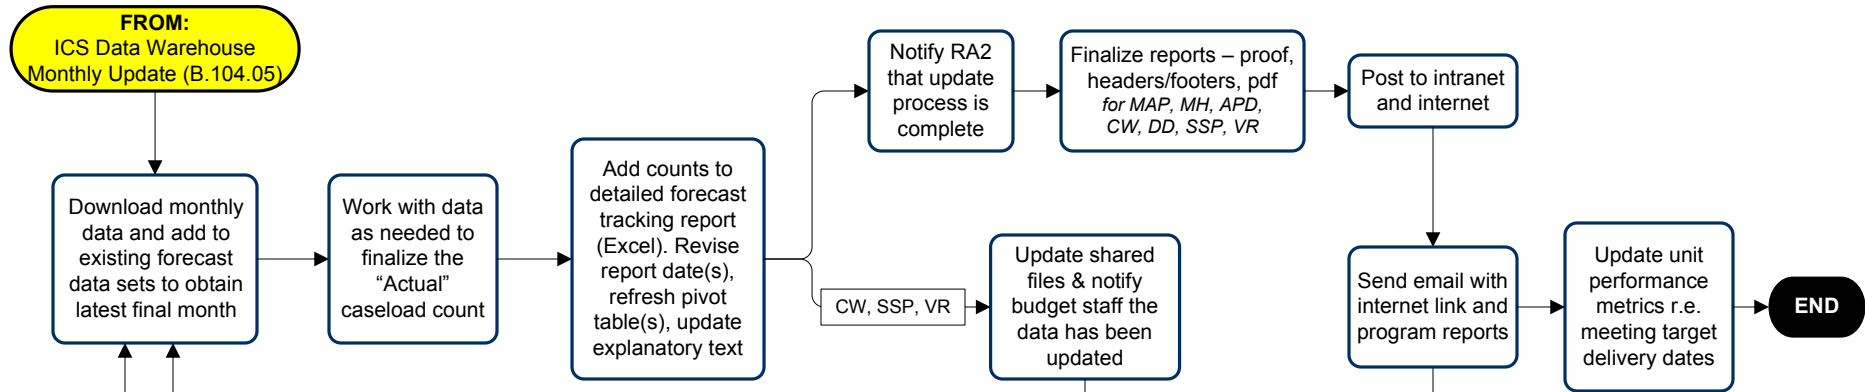 FROM:
ICS Data Warehouse
Monthly Update (B.104.05)
Download monthly
data and add to
existing forecast
data sets to obtain
latest final month
Work with data
as needed to
finalize the
“Actual”
caseload count
Add counts to
detailed forecast
tracking report
(Excel). Revise
report date(s),
refresh pivot
table(s), update
explanatory text
Notify RA2
that update
process is
complete
Finalize reports – proof,
headers/footers, pdf
for MAP, MH, APD,
CW, DD, SSP, VR
Post to intranet
and internet
CW, SSP, VR
Update shared
files & notify
budget staff the
data has been
updated
Send email with
internet link and
program reports
Update unit
performance
metrics r.e.
meeting target
delivery dates
END